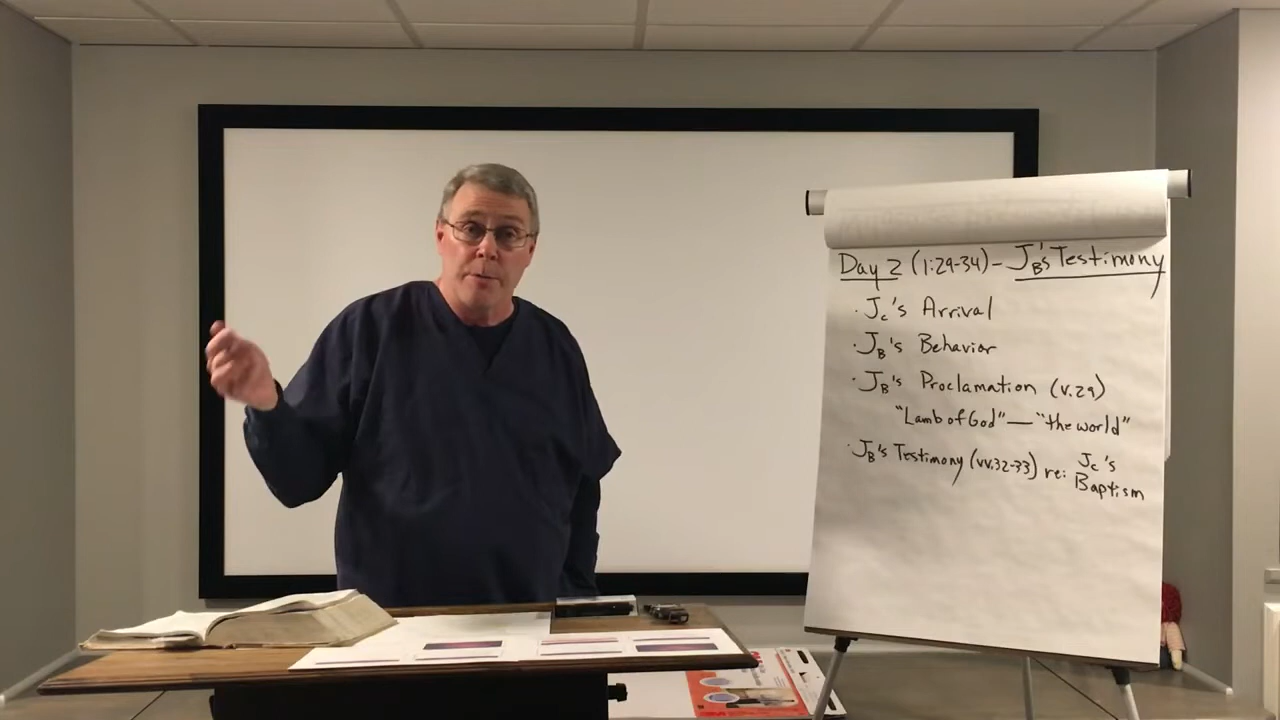 Day 2 (1:29-34) – JB's Testimony
· Jc's Arrival
· JB's Behavior
· JB's Proclamation (v.29)
"Lamb of God" — "the world"
· JB's Testimony (vv.32-33) re: Jc's
Baptism